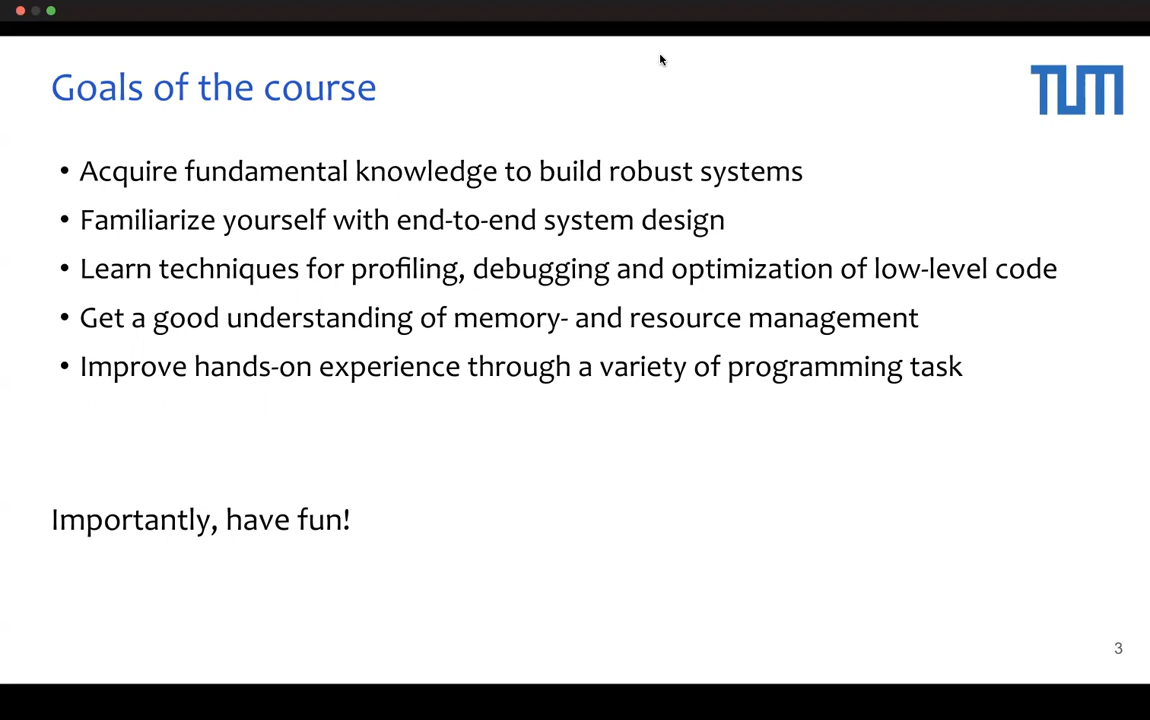 Goals of the course
TUM
• Acquire fundamental knowledge to build robust systems
• Familiarize yourself with end-to-end system design
• Learn techniques for profiling, debugging and optimization of low-level code
• Get a good understanding of memory- and resource management
• Improve hands-on experience through a variety of programming task
Importantly, have fun!
3